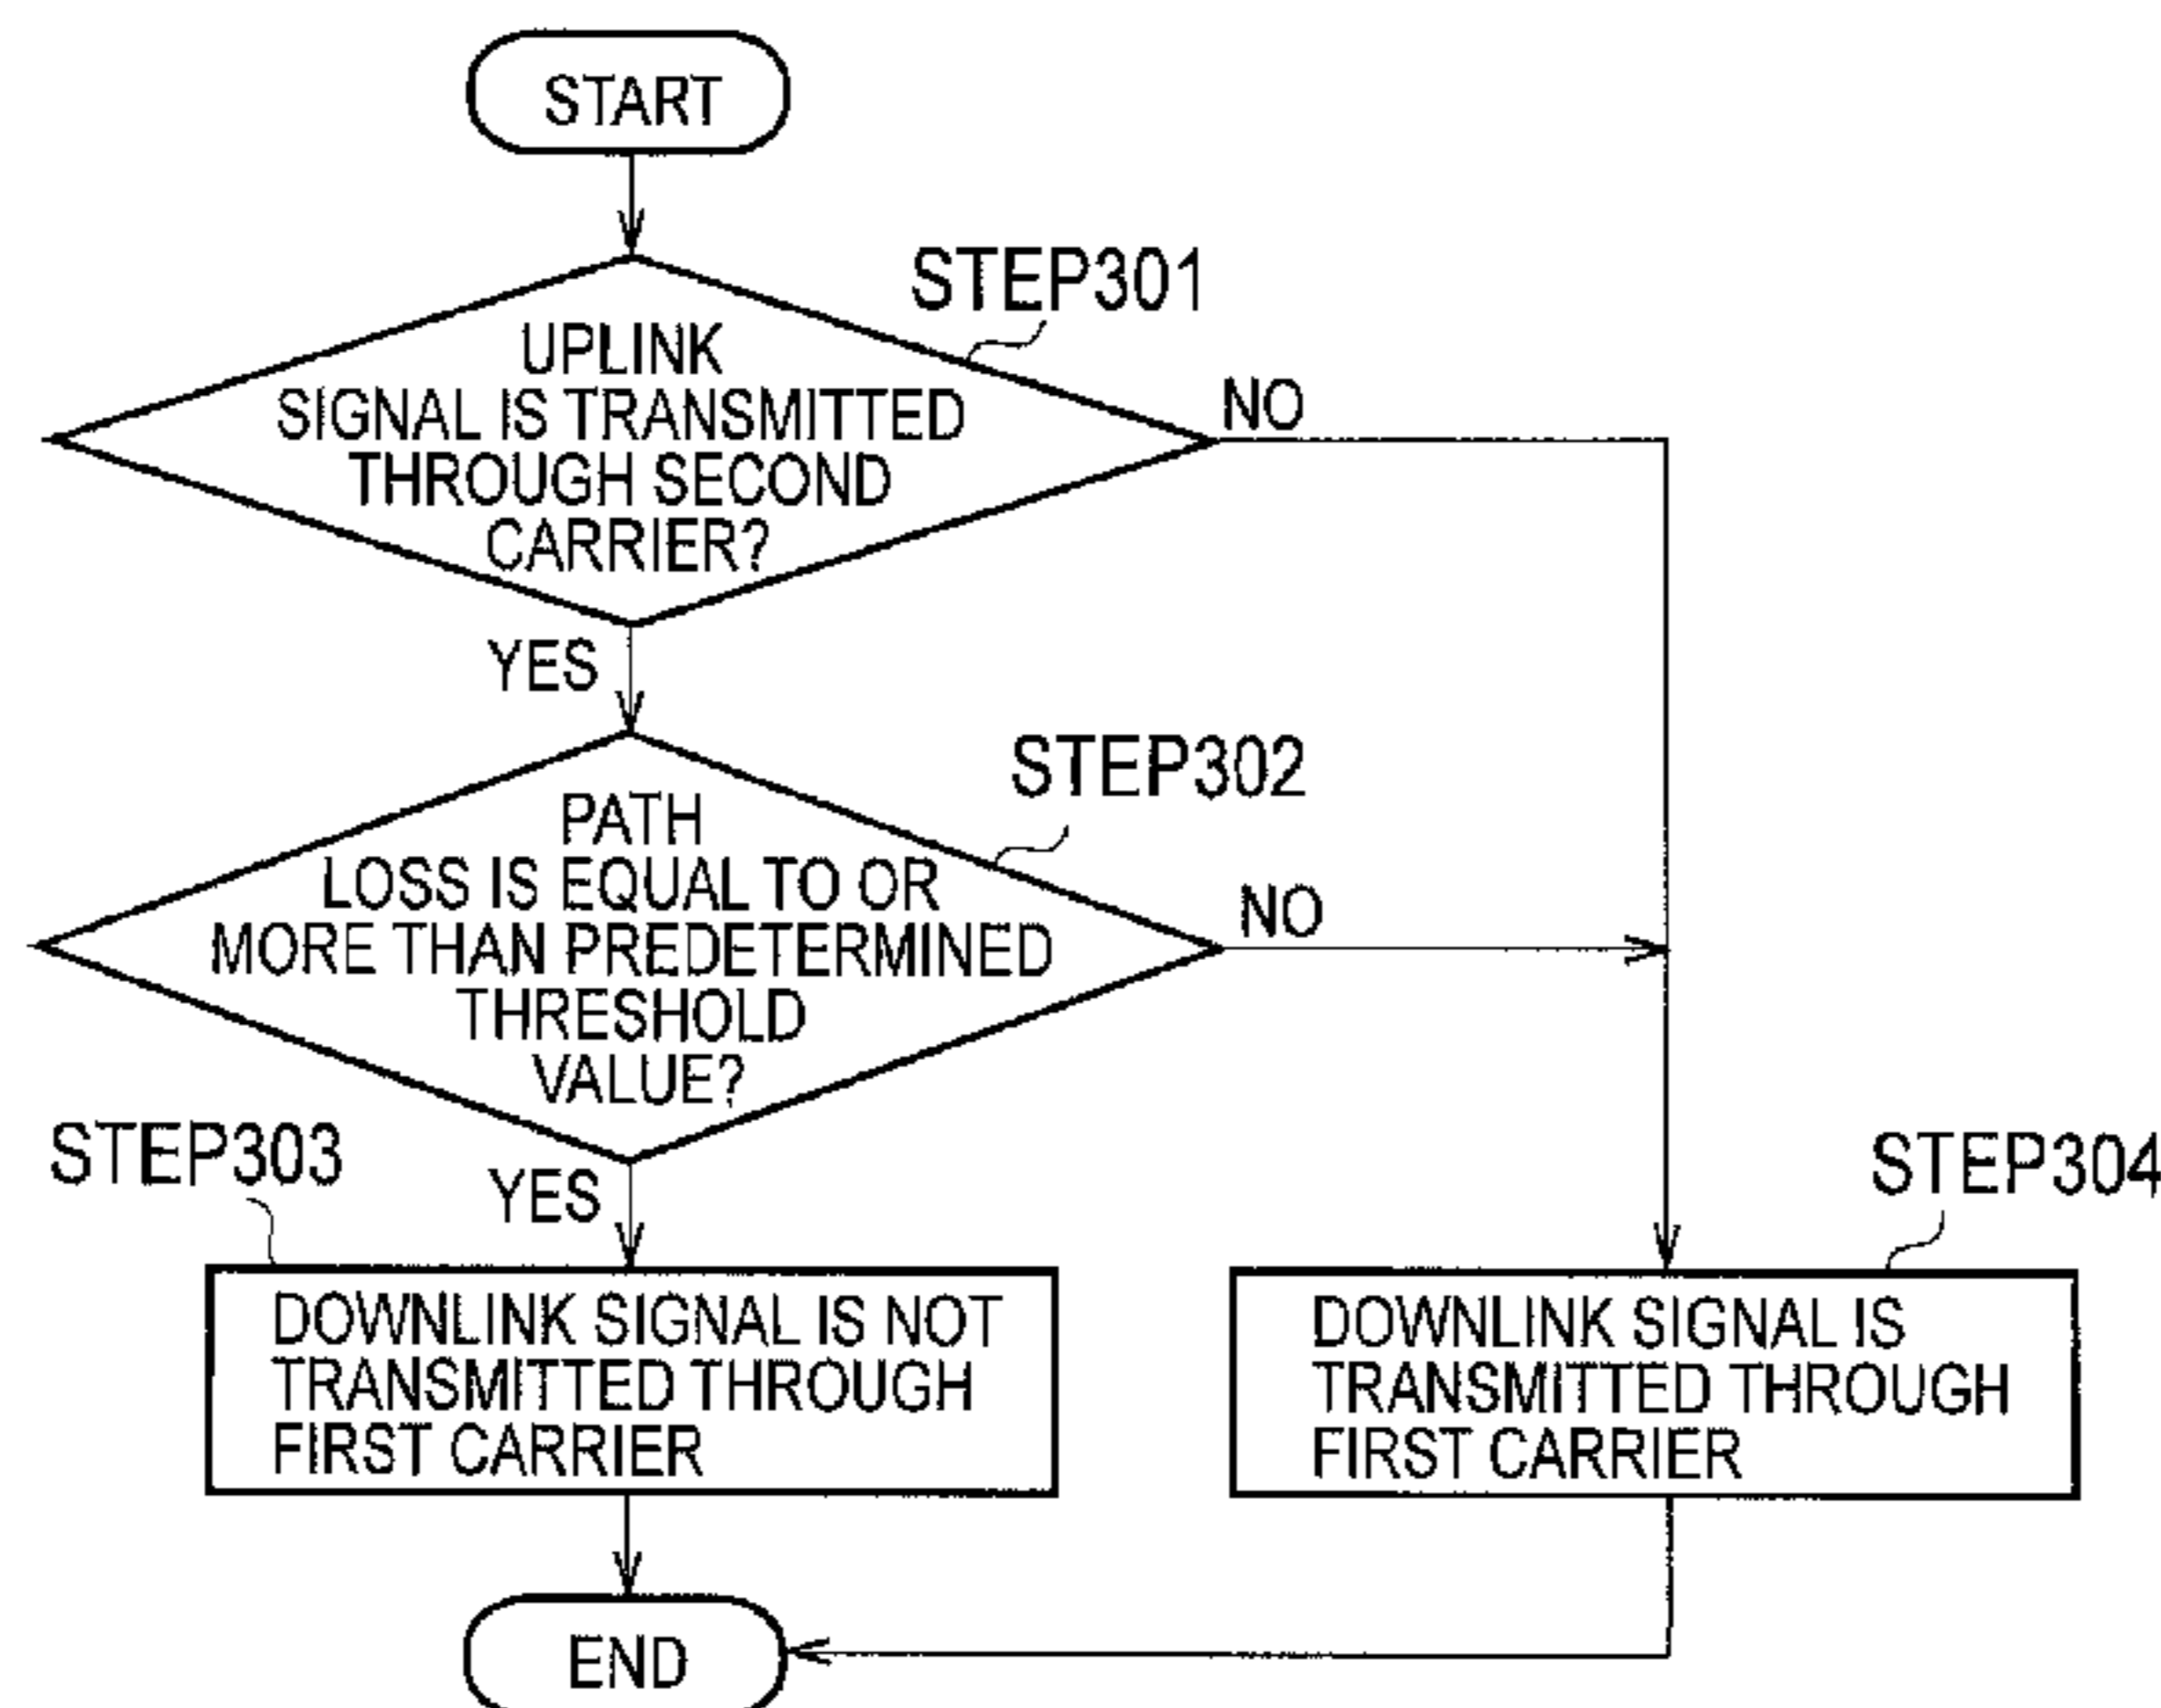 START
STEP301
UPLINK
SIGNAL IS TRANSMITTED
THROUGH SECOND
CARRIER?
NO
YES
STEP302
PATH
LOSS IS EQUAL TO OR
MORE THAN PREDETERMINED
THRESHOLD
VALUE?
NO
YES
STEP303
DOWNLINK SIGNAL IS NOT
TRANSMITTED THROUGH
FIRST CARRIER
STEP304
DOWNLINK SIGNAL IS
TRANSMITTED THROUGH
FIRST CARRIER
END